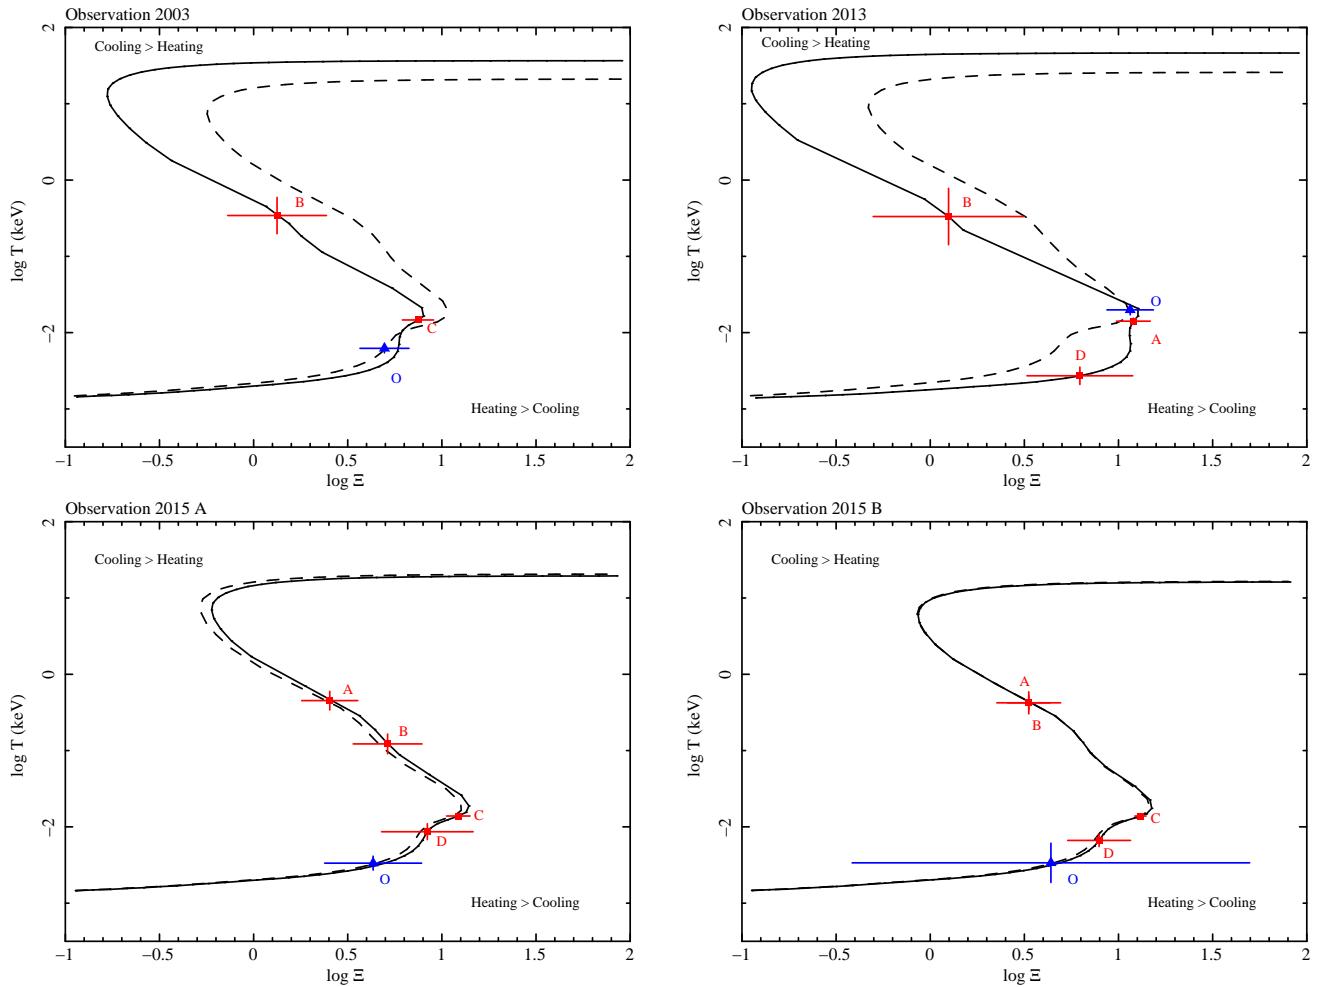 Observation 2003
Cooling > Heating
B
C
O
Heating > Cooling
2
0
−2
log T (keV)
−1
−0.5
0
0.5
1
1.5
2
log Ξ
Observation 2013
Cooling > Heating
B
O
A
D
Heating > Cooling
2
0
−2
log T (keV)
−1
−0.5
0
0.5
1
1.5
2
log Ξ
Observation 2015 A
Cooling > Heating
A
B
C
D
O
Heating > Cooling
2
0
−2
log T (keV)
−1
−0.5
0
0.5
1
1.5
2
log Ξ
Observation 2015 B
Cooling > Heating
A
B
C
D
O
Heating > Cooling
2
0
−2
log T (keV)
−1
−0.5
0
0.5
1
1.5
2
log Ξ